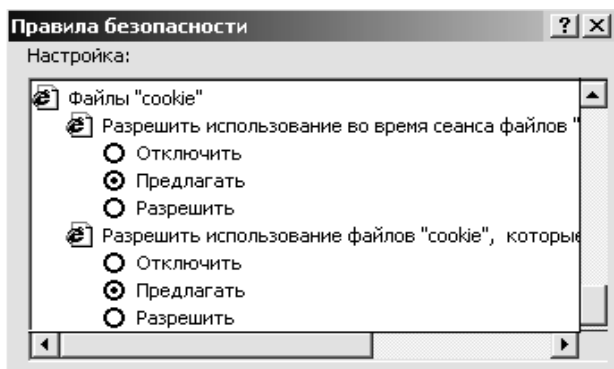 Правила безопасности
Настройка:
Файлы "cookie"
Разрешить использование во время сеанса файлов "
Отключить
Предлагать
Разрешить
Разрешить использование файлов "cookie", которые
Отключить
Предлагать
Разрешить